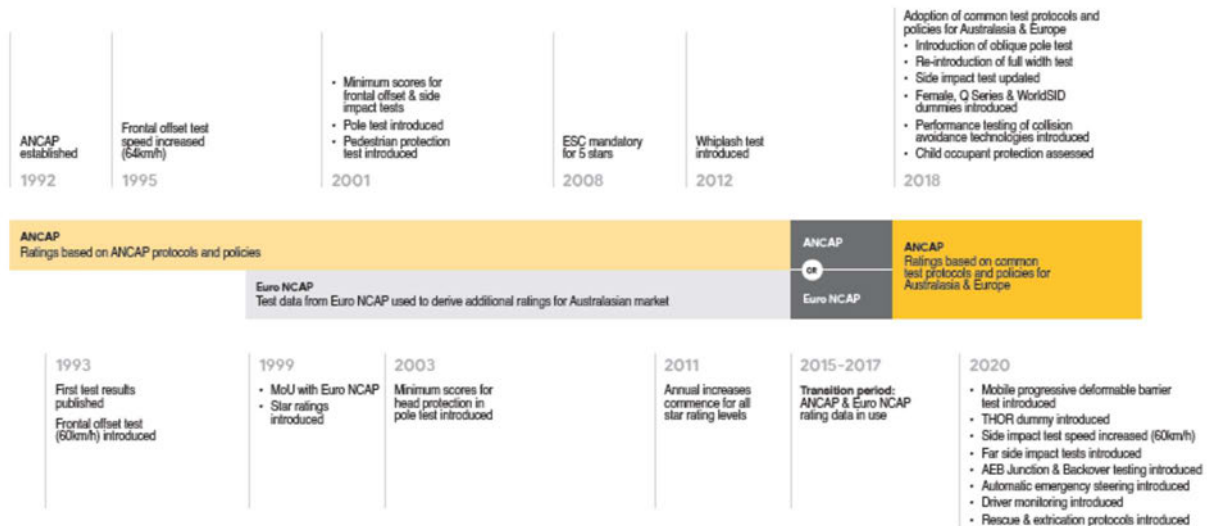 ANCAP
established
1992
Frontal offset test
speed increased
(64km/h)
1995
• Minimum scores for
frontal offset & side
impact tests
• Pole test introduced
• Pedestrian protection
test introduced
2001
ESC mandatory
for 5 stars
2008
Whiplash test
introduced
2012
Adoption of common test protocols and
policies for Australasia & Europe
• Introduction of oblique pole test
• Re-introduction of full width test
• Side impact test updated
• Female, Q Series & WorldSID
dummies introduced
• Performance testing of collision
avoidance technologies introduced
• Child occupant protection assessed
2018
ANCAP
Ratings based on ANCAP protocols and policies
Euro NCAP
Test data from Euro NCAP used to derive additional ratings for Australasian market
ANCAP
OR
Euro NCAP
ANCAP
Ratings based on common
test protocols and policies for
Australasia & Europe
1993
First test results
published
Frontal offset test
(60km/h) introduced
1999
• MoU with Euro NCAP
• Star ratings
introduced
2003
Minimum scores for
head protection in
pole test introduced
2011
Annual increases
commence for all
star rating levels
2015-2017
Transition period:
ANCAP & Euro NCAP
rating data in use
2020
• Mobile progressive deformable barrier
test introduced
• THOR dummy introduced
• Side impact test speed increased (60km/h)
• Far side impact tests introduced
• AEB Junction & Backover testing introduced
• Automatic emergency steering introduced
• Driver monitoring introduced
• Rescue & extrication protocols introduced